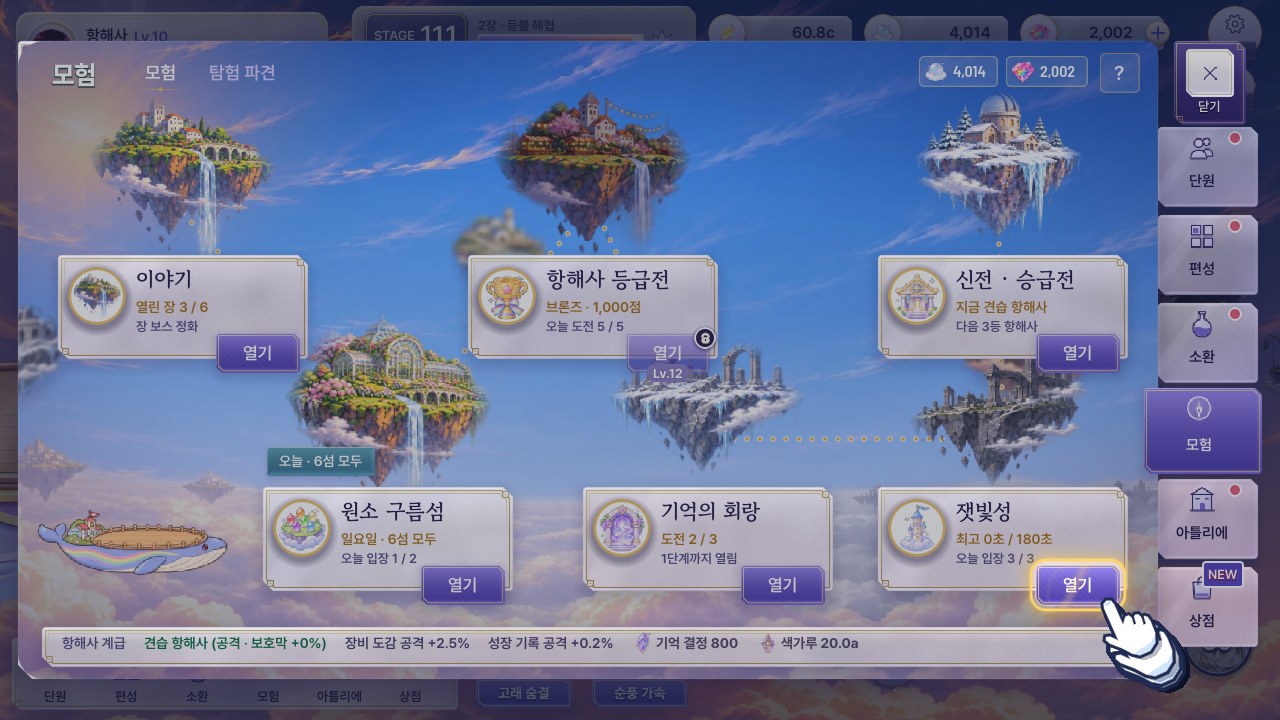 항해사 Lv.10
STAGE 111
2장 · 등불 해협
60.8c
4,014
2,002
모험
모험
탐험 파견
4,014
2,002
?
닫기
단원
편성
소환
모험
아틀리에
NEW
상점
이야기
열린 장 3 / 6
장 보스 정화
열기
항해사 등급전
브론즈 · 1,000점
오늘 도전 5 / 5
열기
Lv.12
신전 · 승급전
지금 견습 항해사
다음 3등 항해사
열기
오늘 · 6섬 모두
원소 구름섬
일요일 · 6섬 모두
오늘 입장 1 / 2
열기
기억의 회랑
도전 2 / 3
1단계까지 열림
열기
잿빛성
최고 0초 / 180초
오늘 입장 3 / 3
열기
항해사 계급
견습 항해사 (공격 · 보호막 +0%)
장비 도감 공격 +2.5%
성장 기록 공격 +0.2%
기억 결정 800
색가루 20.0a
단원
편성
소환
모험
아틀리에
상점
고래 숨결
순풍 가속